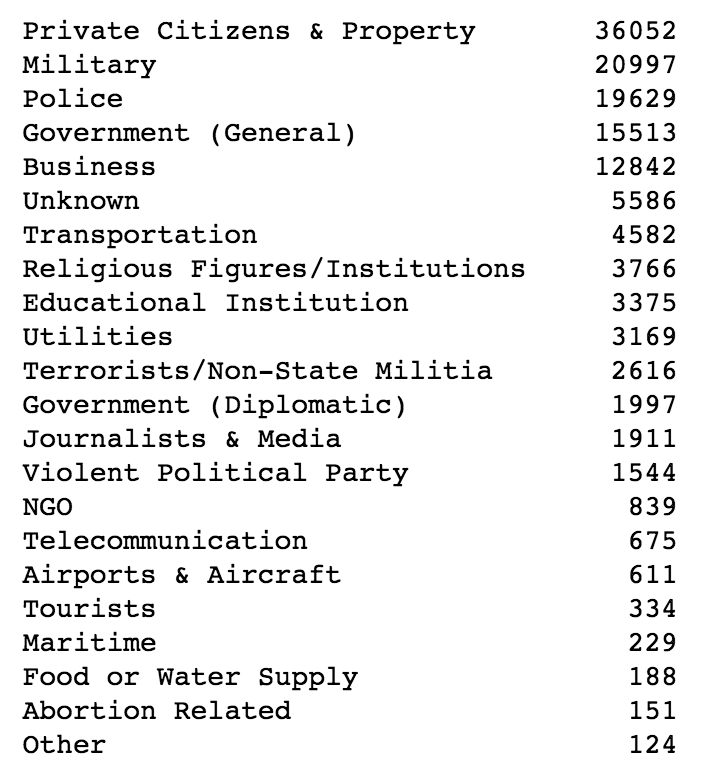 Private Citizens & Property 36052
Military 20997
Police 19629
Government (General) 15513
Business 12842
Unknown 5586
Transportation 4582
Religious Figures/Institutions 3766
Educational Institution 3375
Utilities 3169
Terrorists/Non-State Militia 2616
Government (Diplomatic) 1997
Journalists & Media 1911
Violent Political Party 1544
NGO 839
Telecommunication 675
Airports & Aircraft 611
Tourists 334
Maritime 229
Food or Water Supply 188
Abortion Related 151
Other 124